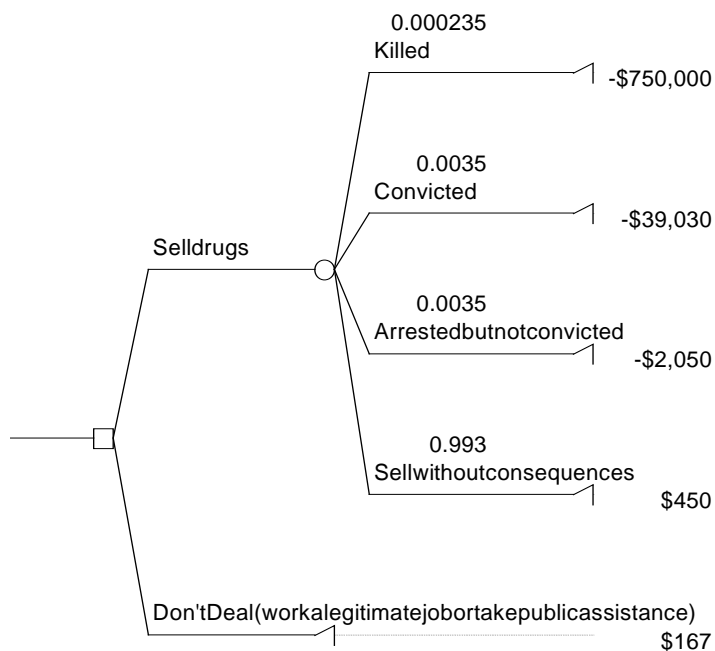 0.000235
Killed
-$750,000
0.0035
Convicted
-$39,030
Selldrugs
0.0035
Arrestedbutnotconvicted
-$2,050
0.993
Sellwithoutconsequences
$450
Don'tDeal(workalegitimatejobortakepublicassistance)
$167